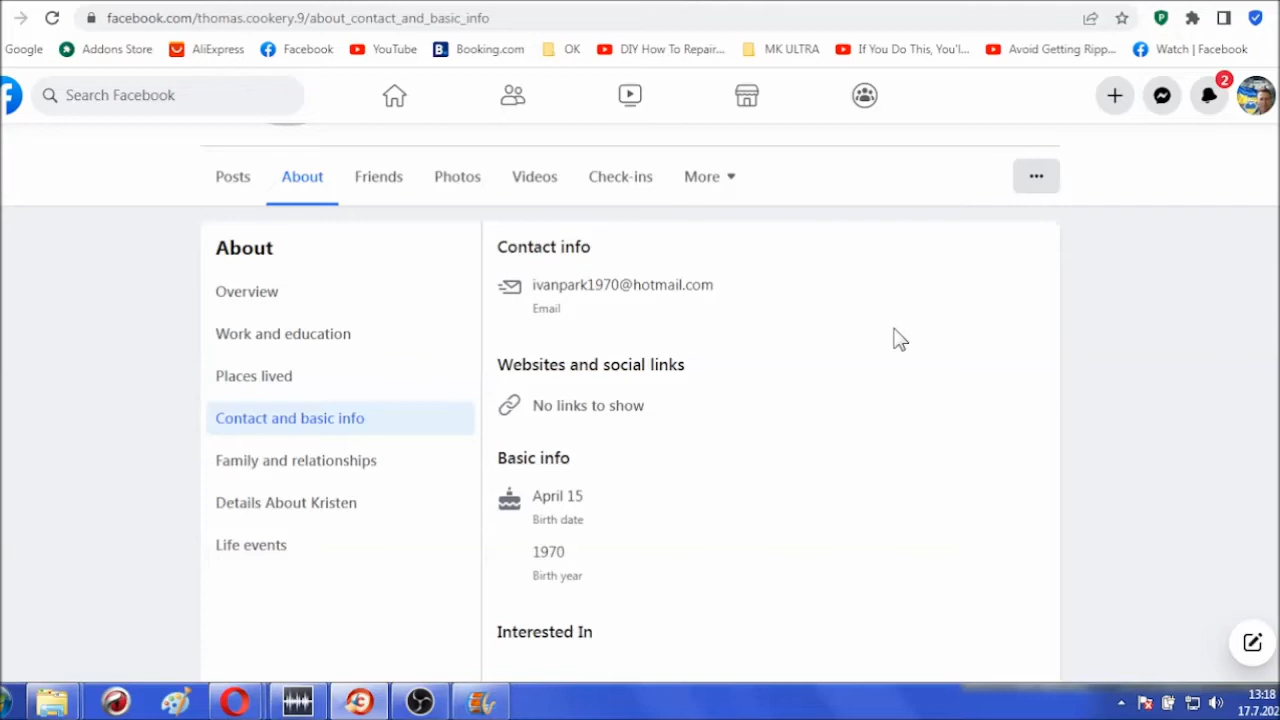 facebook.com/thomas.cookery.9/about_contact_and_basic_info
Google Addons Store AliExpress Facebook YouTube Booking.com OK DIY How To Repair... MK ULTRA If You Do This, You'l... Avoid Getting Ripp... Watch | Facebook
Search Facebook
2
Posts About Friends Photos Videos Check-ins More
About
Overview
Work and education
Places lived
Contact and basic info
Family and relationships
Details About Kristen
Life events
Contact info
ivanpark1970@hotmail.com
Email
Websites and social links
No links to show
Basic info
April 15
Birth date
1970
Birth year
Interested In
13:18
17.7.202